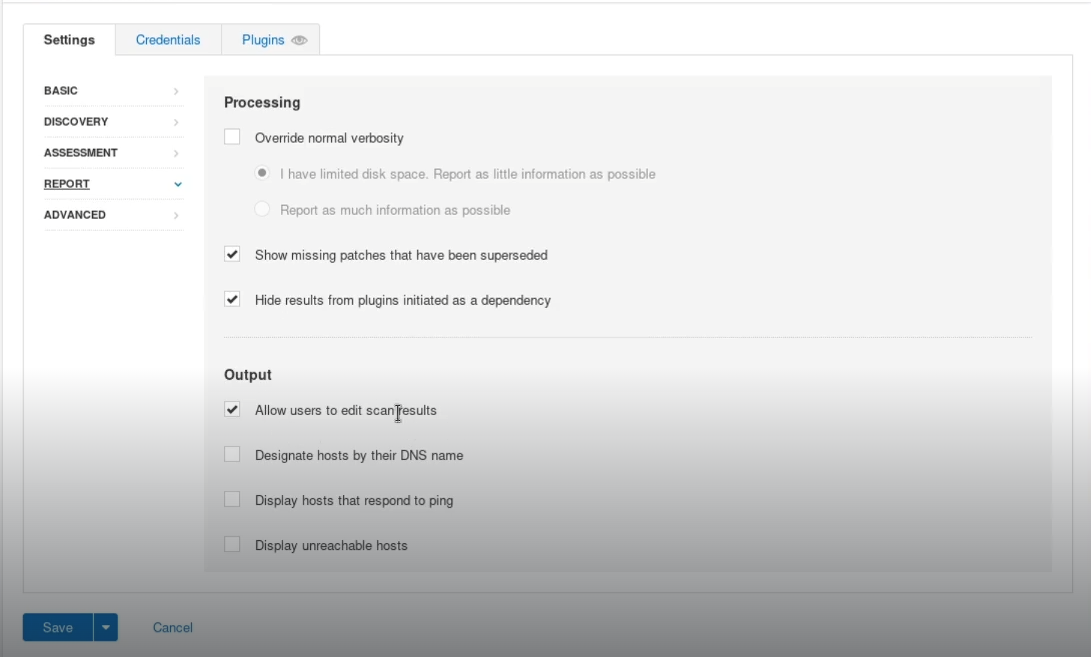 Settings
Credentials
Plugins
BASIC
DISCOVERY
ASSESSMENT
REPORT
ADVANCED
Processing
Override normal verbosity
I have limited disk space. Report as little information as possible
Report as much information as possible
Show missing patches that have been superseded
Hide results from plugins initiated as a dependency
Output
Allow users to edit scan results
Designate hosts by their DNS name
Display hosts that respond to ping
Display unreachable hosts
Save
Cancel